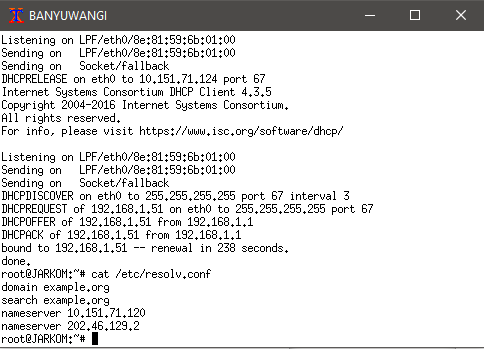 BANYUWANGI
Listening on LPF/eth0/8e:81:59:6b:01:00
Sending on   LPF/eth0/8e:81:59:6b:01:00
Sending on   Socket/fallback
DHCPRELEASE on eth0 to 10.151.71.124 port 67
Internet Systems Consortium DHCP Client 4.3.5
Copyright 2004-2016 Internet Systems Consortium.
All rights reserved.
For info, please visit https://www.isc.org/software/dhcp/
Listening on LPF/eth0/8e:81:59:6b:01:00
Sending on   LPF/eth0/8e:81:59:6b:01:00
Sending on   Socket/fallback
DHCPDISCOVER on eth0 to 255.255.255.255 port 67 interval 3
DHCPREQUEST of 192.168.1.51 on eth0 to 255.255.255.255 port 67
DHCPOFFER of 192.168.1.51 from 192.168.1.1
DHCPACK of 192.168.1.51 from 192.168.1.1
bound to 192.168.1.51 -- renewal in 238 seconds.
done.
root@JARKOM:~# cat /etc/resolv.conf
domain example.org
search example.org
nameserver 10.151.71.120
nameserver 202.46.129.2
root@JARKOM:~#